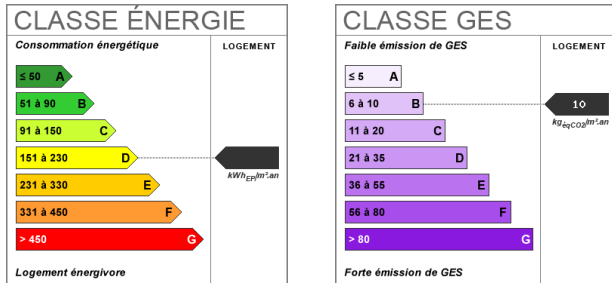 CLASSE ÉNERGIE
Consommation énergétique
LOGEMENT
≤ 50 A
51 à 90 B
91 à 150 C
151 à 230 D
kWhEP/m².an
231 à 330 E
331 à 450 F
> 450 G
Logement énergivore
CLASSE GES
Faible émission de GES
LOGEMENT
≤ 5 A
6 à 10 B
10
kgéqCO2/m².an
11 à 20 C
21 à 35 D
36 à 55 E
56 à 80 F
> 80 G
Forte émission de GES